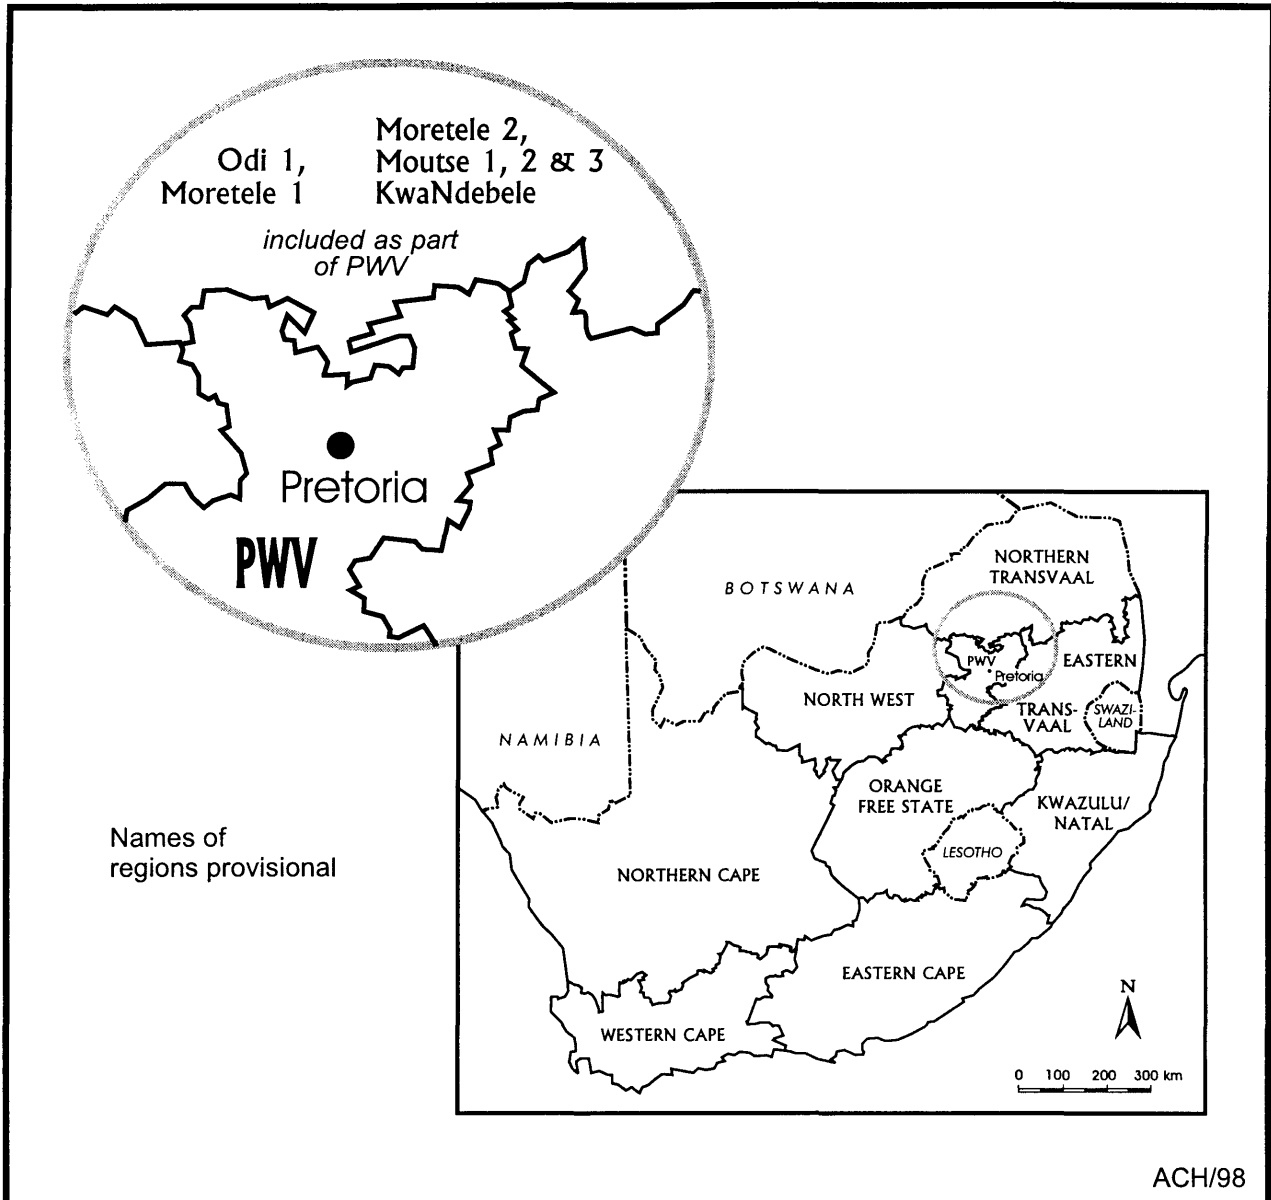 Odi 1,
Moretele 1
Moretele 2,
Moutse 1, 2 & 3
KwaNdebele
included as part
of PWV
Pretoria
PWV
Names of
regions provisional
BOTSWANA
NORTHERN
TRANSVAAL
PWV
Pretoria
EASTERN
TRANS-
VAAL
SWAZI-
LAND
NORTH WEST
NAMIBIA
ORANGE
FREE STATE
KWAZULU/
NATAL
LESOTHO
NORTHERN CAPE
EASTERN CAPE
WESTERN CAPE
N
0 100 200 300 km
ACH/98